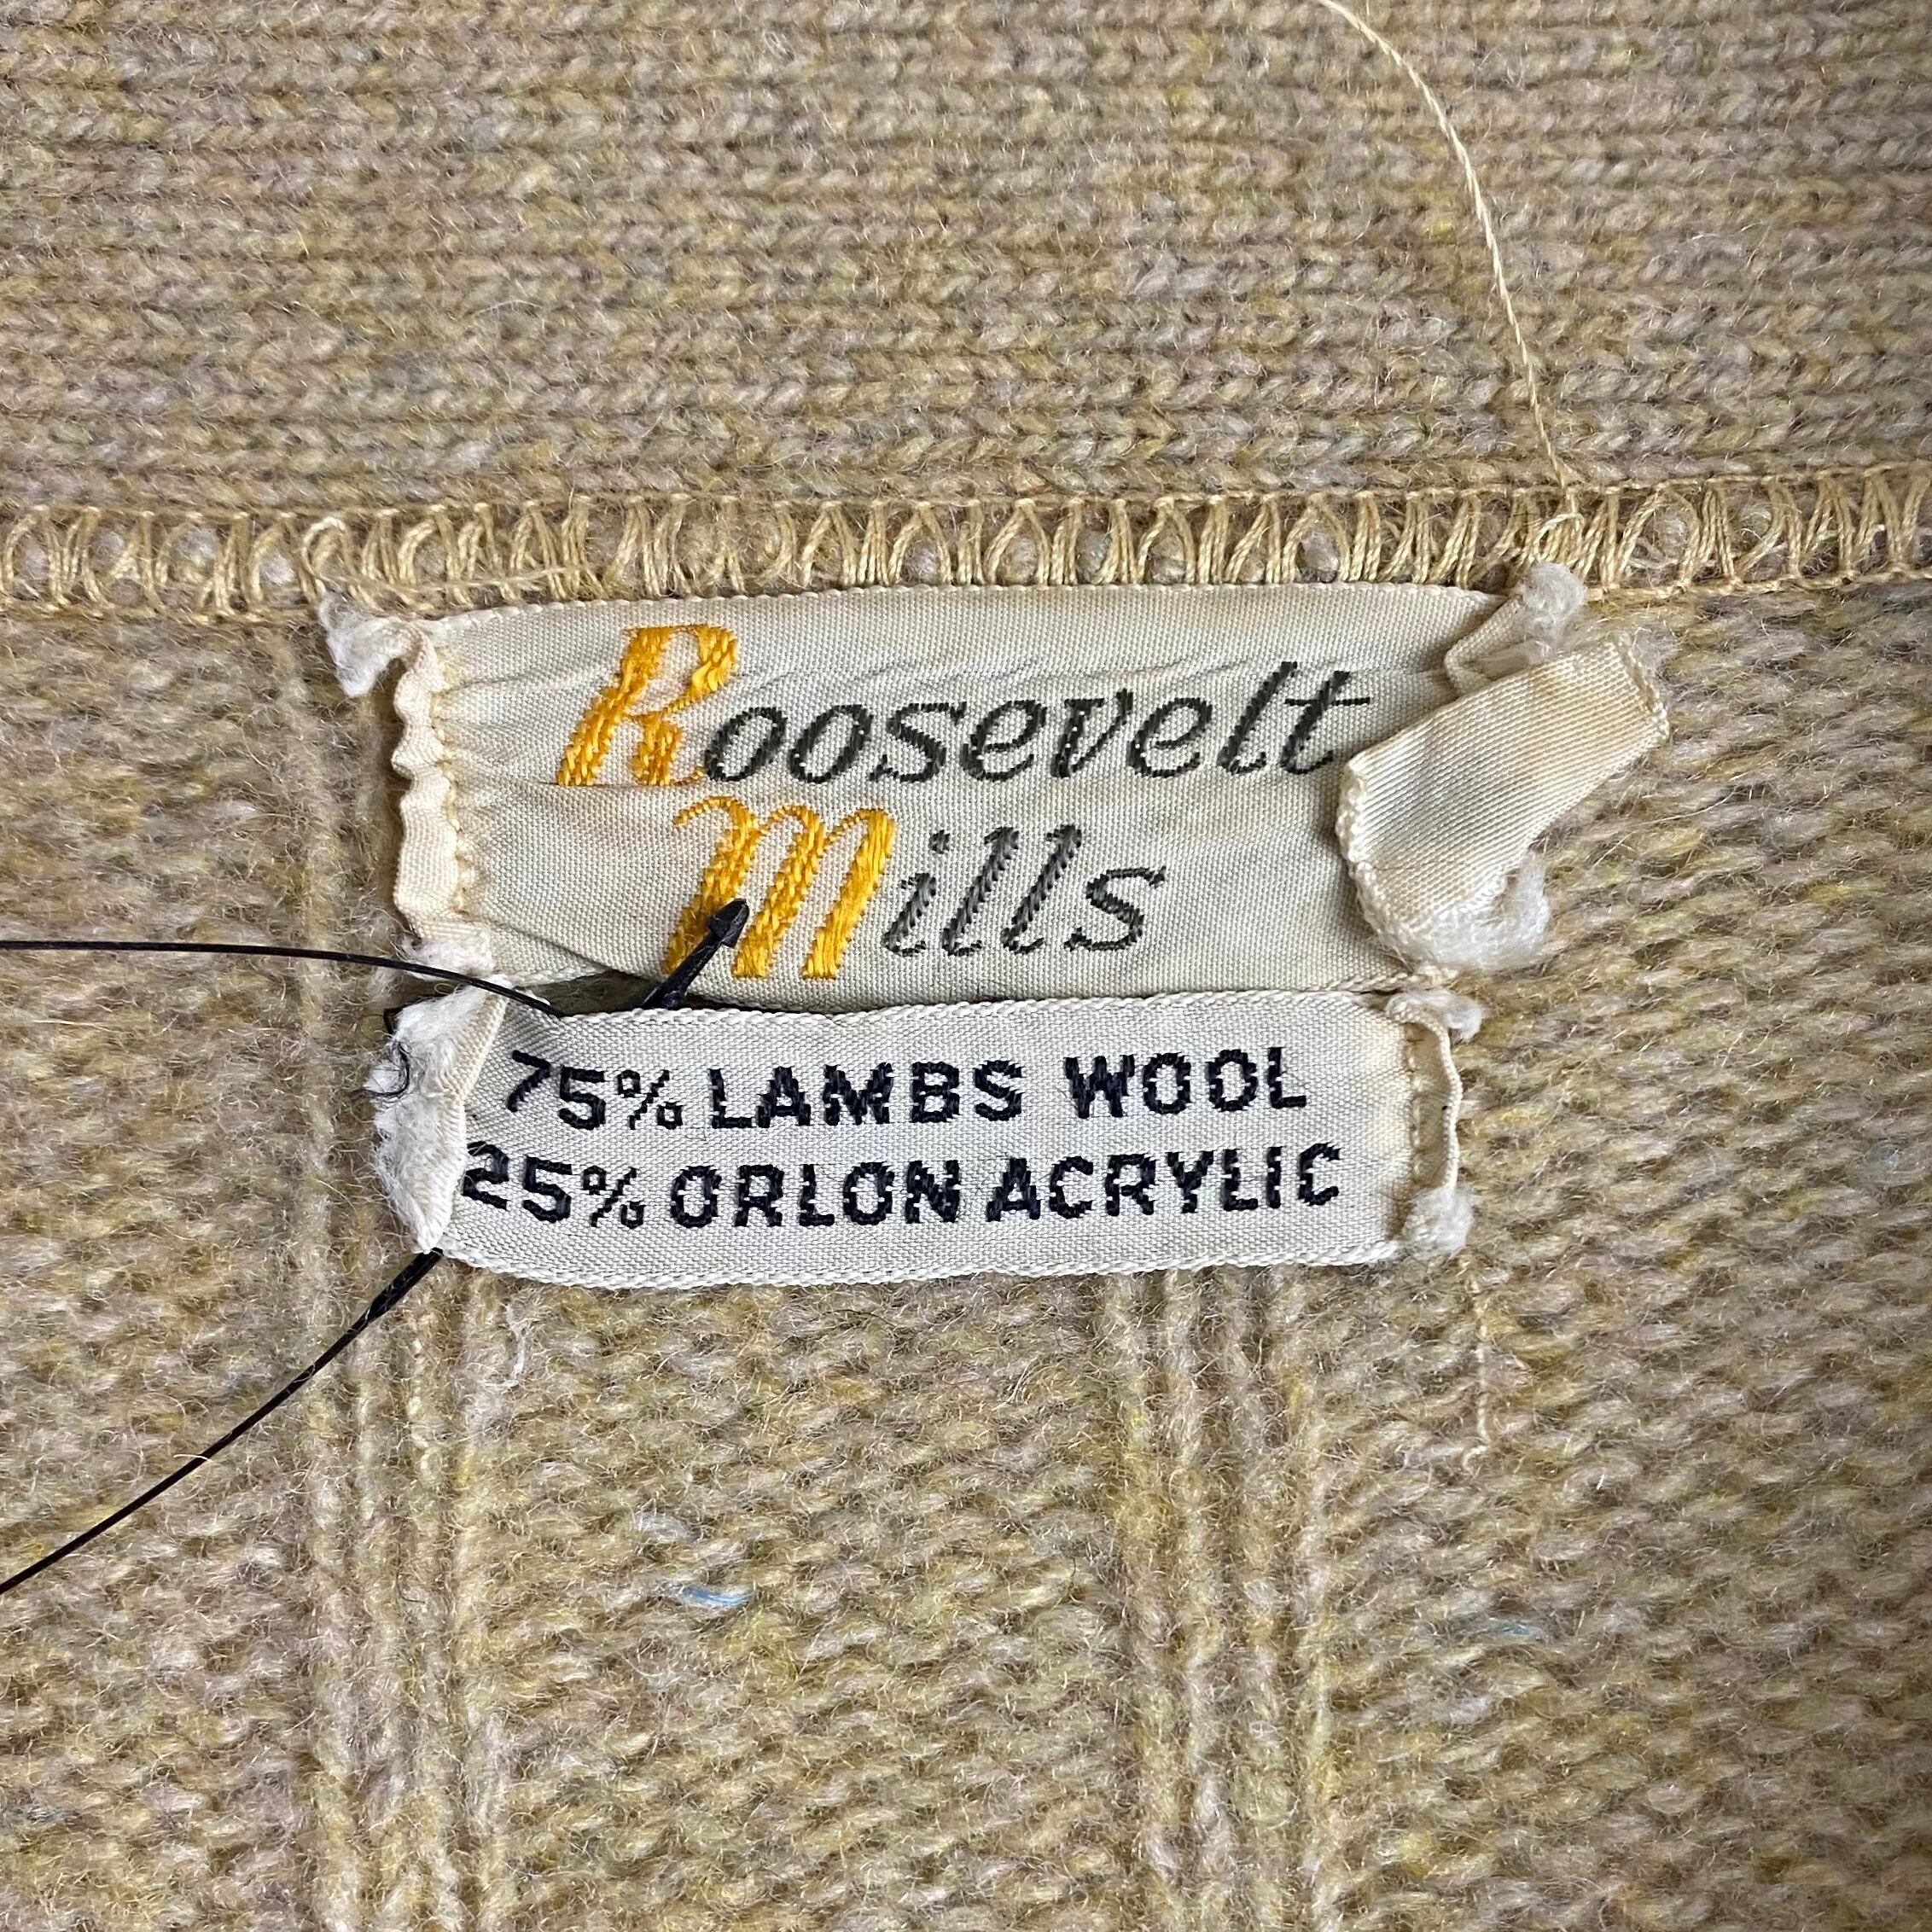 Roosevelt
Mills
75% LAMBS WOOL
25% ORLON ACRYLIC